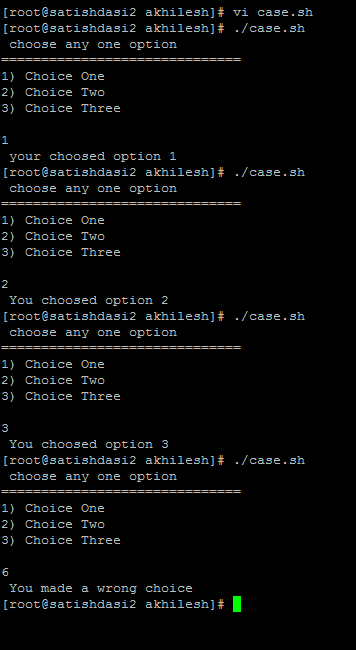 [root@satishdasi2 akhilesh]# vi case.sh
[root@satishdasi2 akhilesh]# ./case.sh
 choose any one option
==============================
1) Choice One
2) Choice Two
3) Choice Three

1
 your choosed option 1
[root@satishdasi2 akhilesh]# ./case.sh
 choose any one option
==============================
1) Choice One
2) Choice Two
3) Choice Three

2
 You choosed option 2
[root@satishdasi2 akhilesh]# ./case.sh
 choose any one option
==============================
1) Choice One
2) Choice Two
3) Choice Three

3
 You choosed option 3
[root@satishdasi2 akhilesh]# ./case.sh
 choose any one option
==============================
1) Choice One
2) Choice Two
3) Choice Three

6
 You made a wrong choice
[root@satishdasi2 akhilesh]#